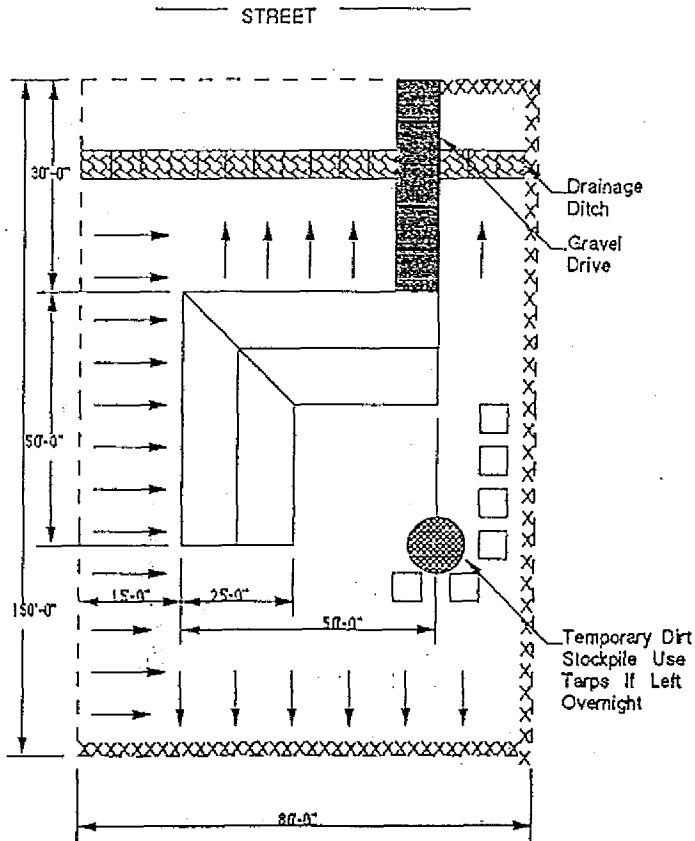 STREET
30'-0"
Drainage
Ditch
Gravel
Drive
50'-0"
15'-0"
25'-0"
50'-0"
150'-0"
Temporary Dirt
Stockpile Use
Tarps If Left
Overnight
80'-0"